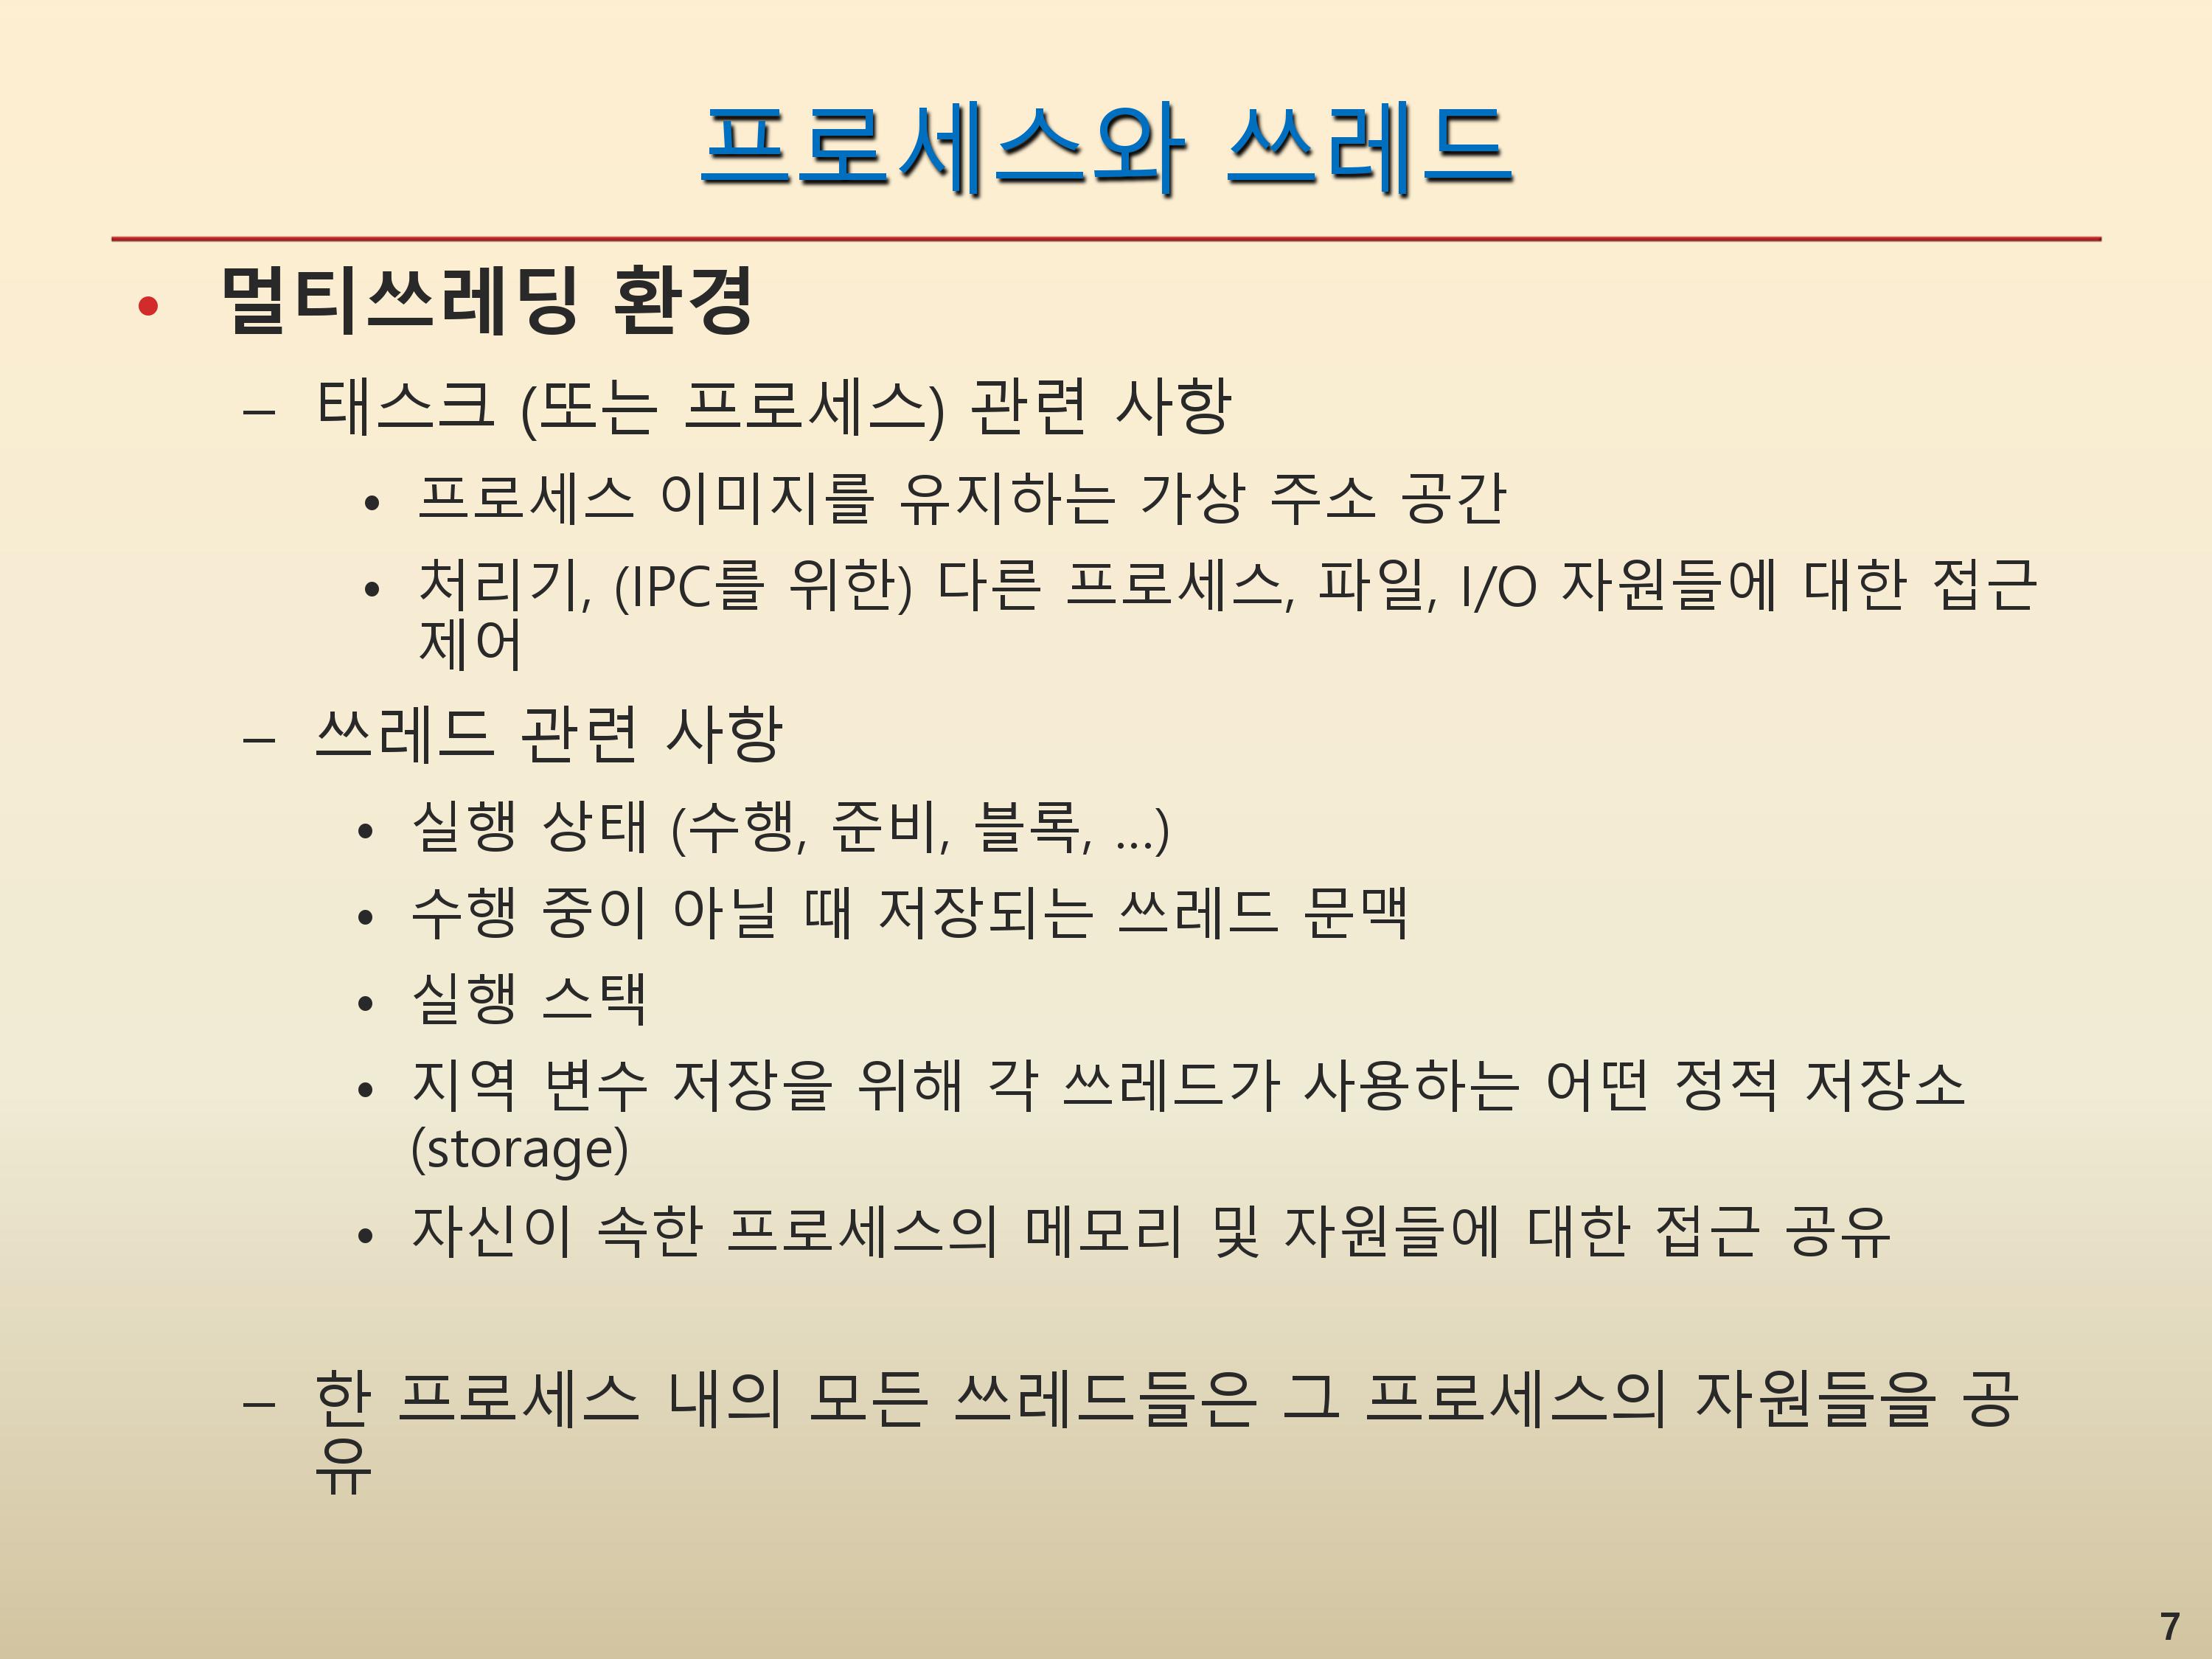 프로세스와 쓰레드
• 멀티쓰레딩 환경
– 태스크 (또는 프로세스) 관련 사항
• 프로세스 이미지를 유지하는 가상 주소 공간
• 처리기, (IPC를 위한) 다른 프로세스, 파일, I/O 자원들에 대한 접근
제어
– 쓰레드 관련 사항
• 실행 상태 (수행, 준비, 블록, ...)
• 수행 중이 아닐 때 저장되는 쓰레드 문맥
• 실행 스택
• 지역 변수 저장을 위해 각 쓰레드가 사용하는 어떤 정적 저장소
(storage)
• 자신이 속한 프로세스의 메모리 및 자원들에 대한 접근 공유
– 한 프로세스 내의 모든 쓰레드들은 그 프로세스의 자원들을 공
유
7